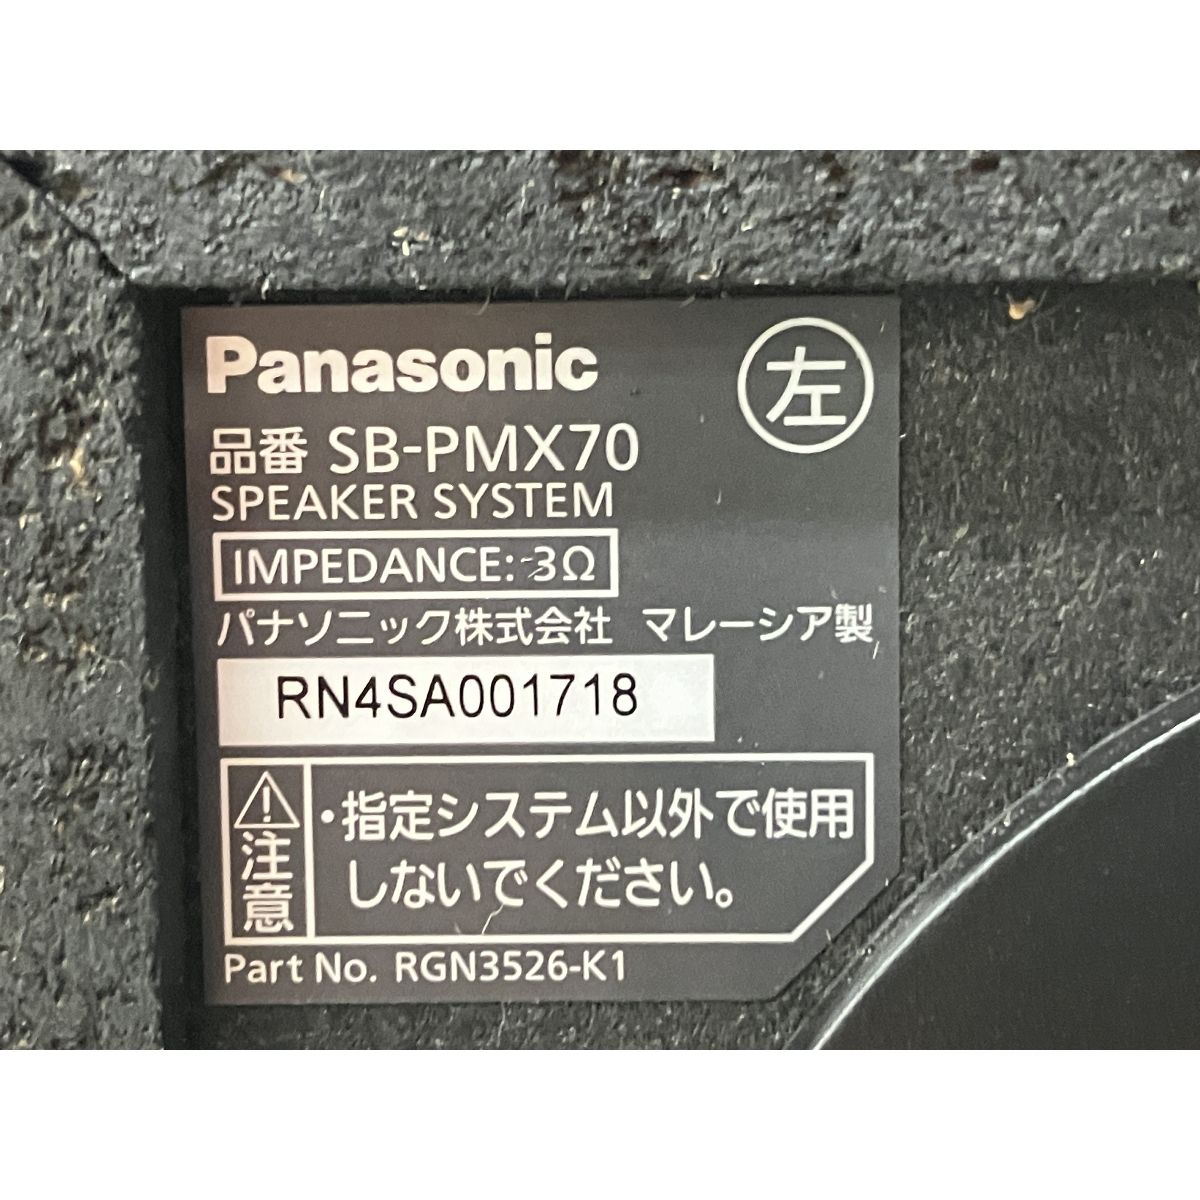 Panasonic
左
品番 SB-PMX70
SPEAKER SYSTEM
IMPEDANCE: 3Ω
パナソニック株式会社 マレーシア製
RN4SA001718
注意
・指定システム以外で使用
しないでください。
Part No. RGN3526-K1